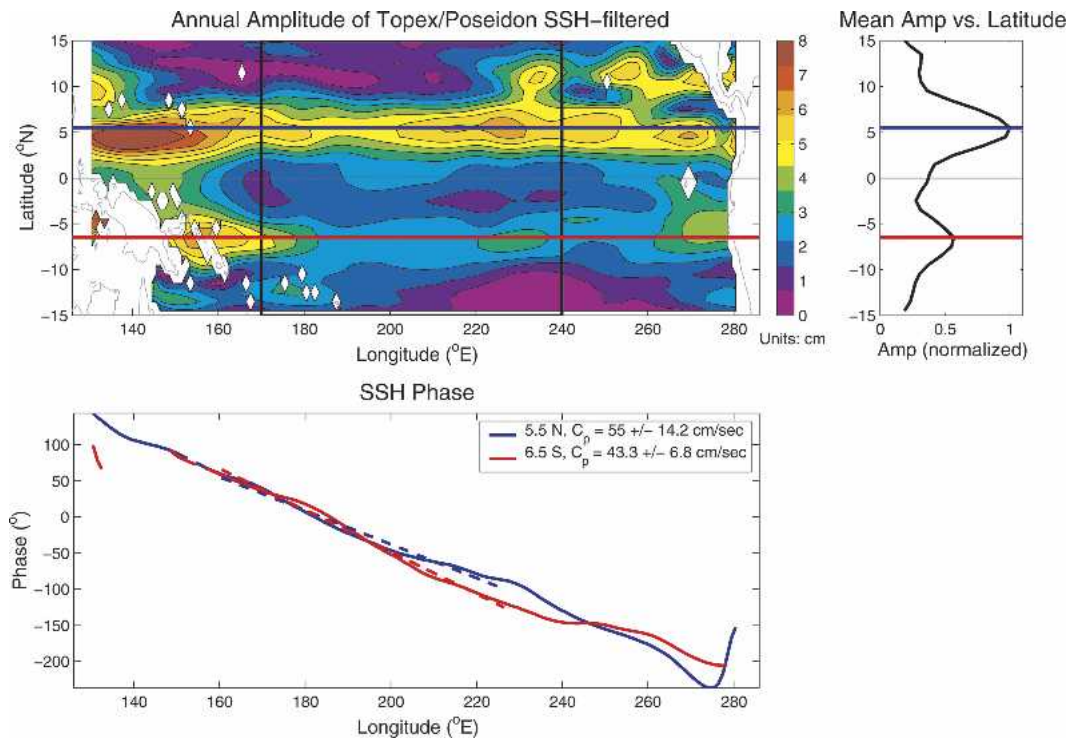 Annual Amplitude of Topex/Poseidon SSH-filtered
Mean Amp vs. Latitude
15
10
5
0
−5
−10
−15
Latitude (°N)
140 160 180 200 220 240 260 280
Longitude (°E)
8
7
6
5
4
3
2
1
0
Units: cm
15
10
5
0
−5
−10
−15
0 0.5 1
Amp (normalized)
SSH Phase
100
50
0
−50
−100
−150
−200
Phase (°)
5.5 N, Cp = 55 +/− 14.2 cm/sec
6.5 S, Cp = 43.3 +/− 6.8 cm/sec
140 160 180 200 220 240 260 280
Longitude (°E)